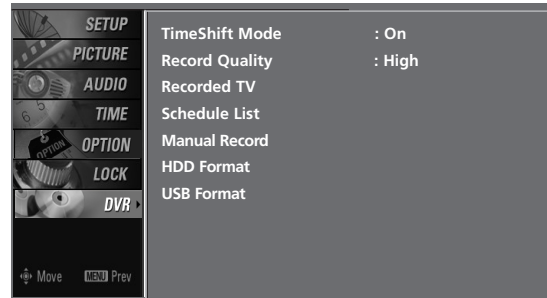 SETUP
PICTURE
AUDIO
TIME
OPTION
LOCK
DVR
Move MENU Prev
TimeShift Mode : On
Record Quality : High
Recorded TV
Schedule List
Manual Record
HDD Format
USB Format